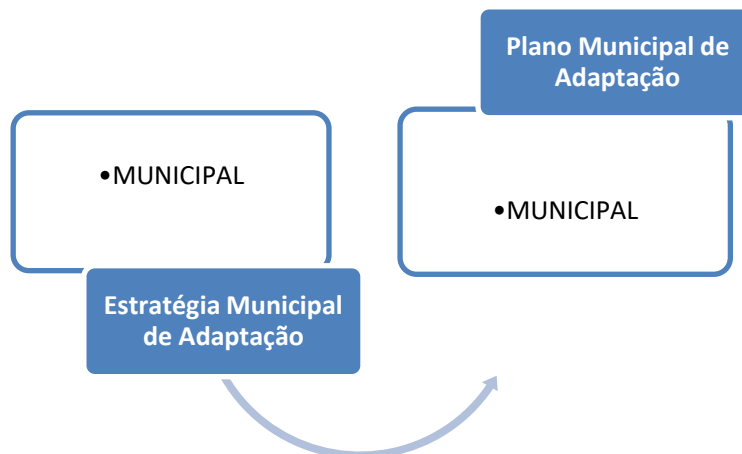 •MUNICIPAL
Estratégia Municipal
de Adaptação
Plano Municipal de
Adaptação
•MUNICIPAL